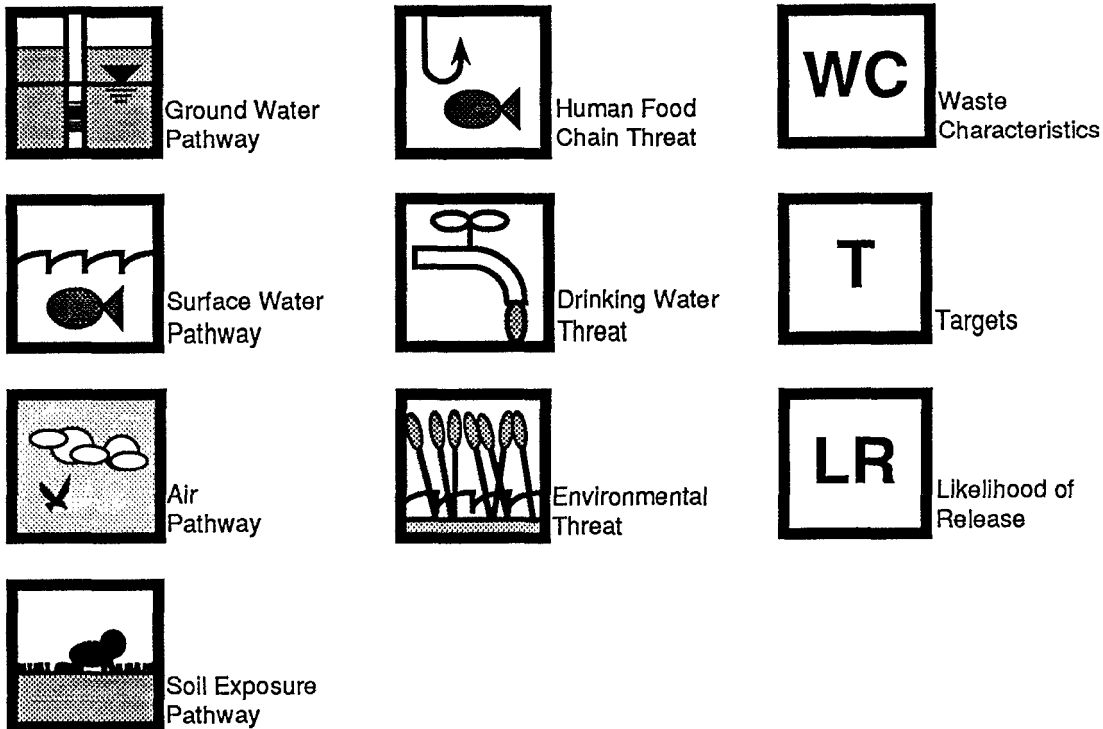 Ground Water
Pathway
Human Food
Chain Threat
WC
Waste
Characteristics
Surface Water
Pathway
Drinking Water
Threat
T
Targets
Air
Pathway
Environmental
Threat
LR
Likelihood of
Release
Soil Exposure
Pathway